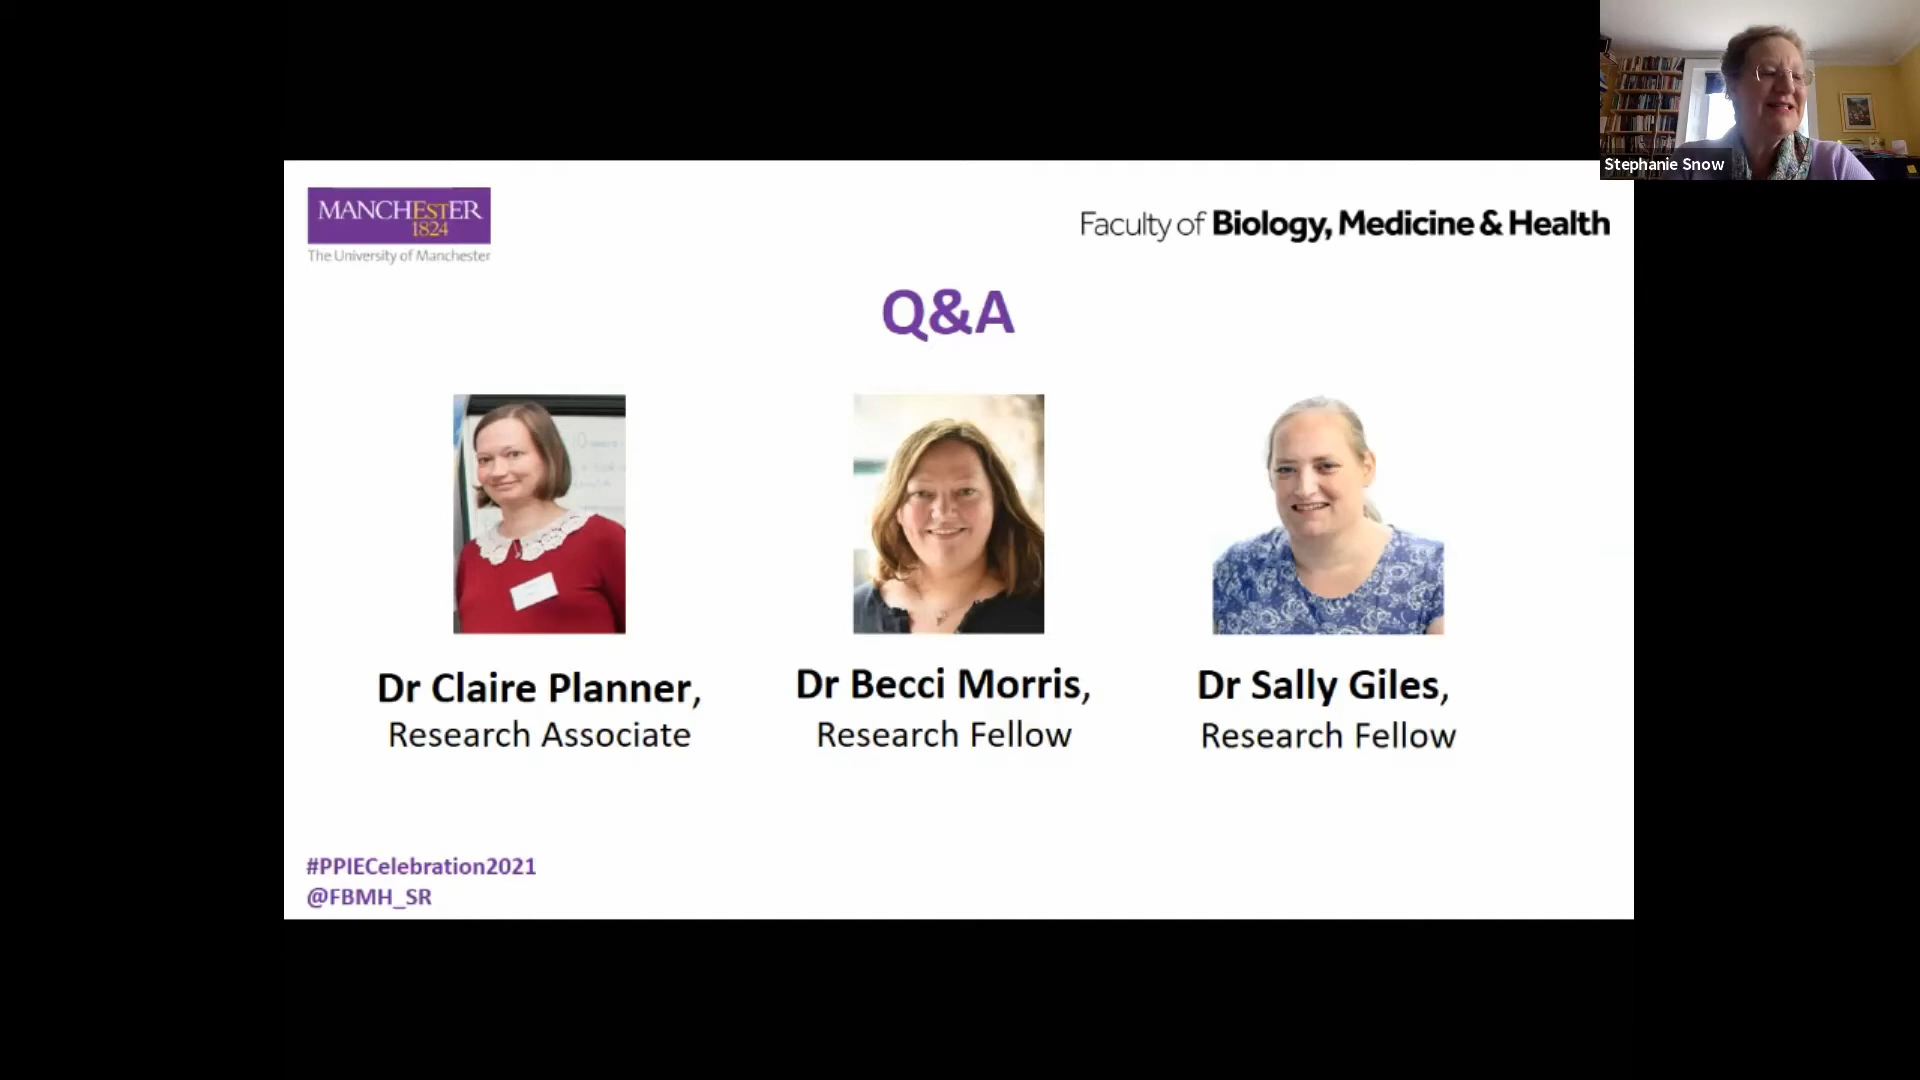 Stephanie Snow
MANCHESTER
1824
The University of Manchester
Faculty of Biology, Medicine & Health
Q&A
Dr Claire Planner,
Research Associate
Dr Becci Morris,
Research Fellow
Dr Sally Giles,
Research Fellow
#PPIECelebration2021
@FBMH_SR